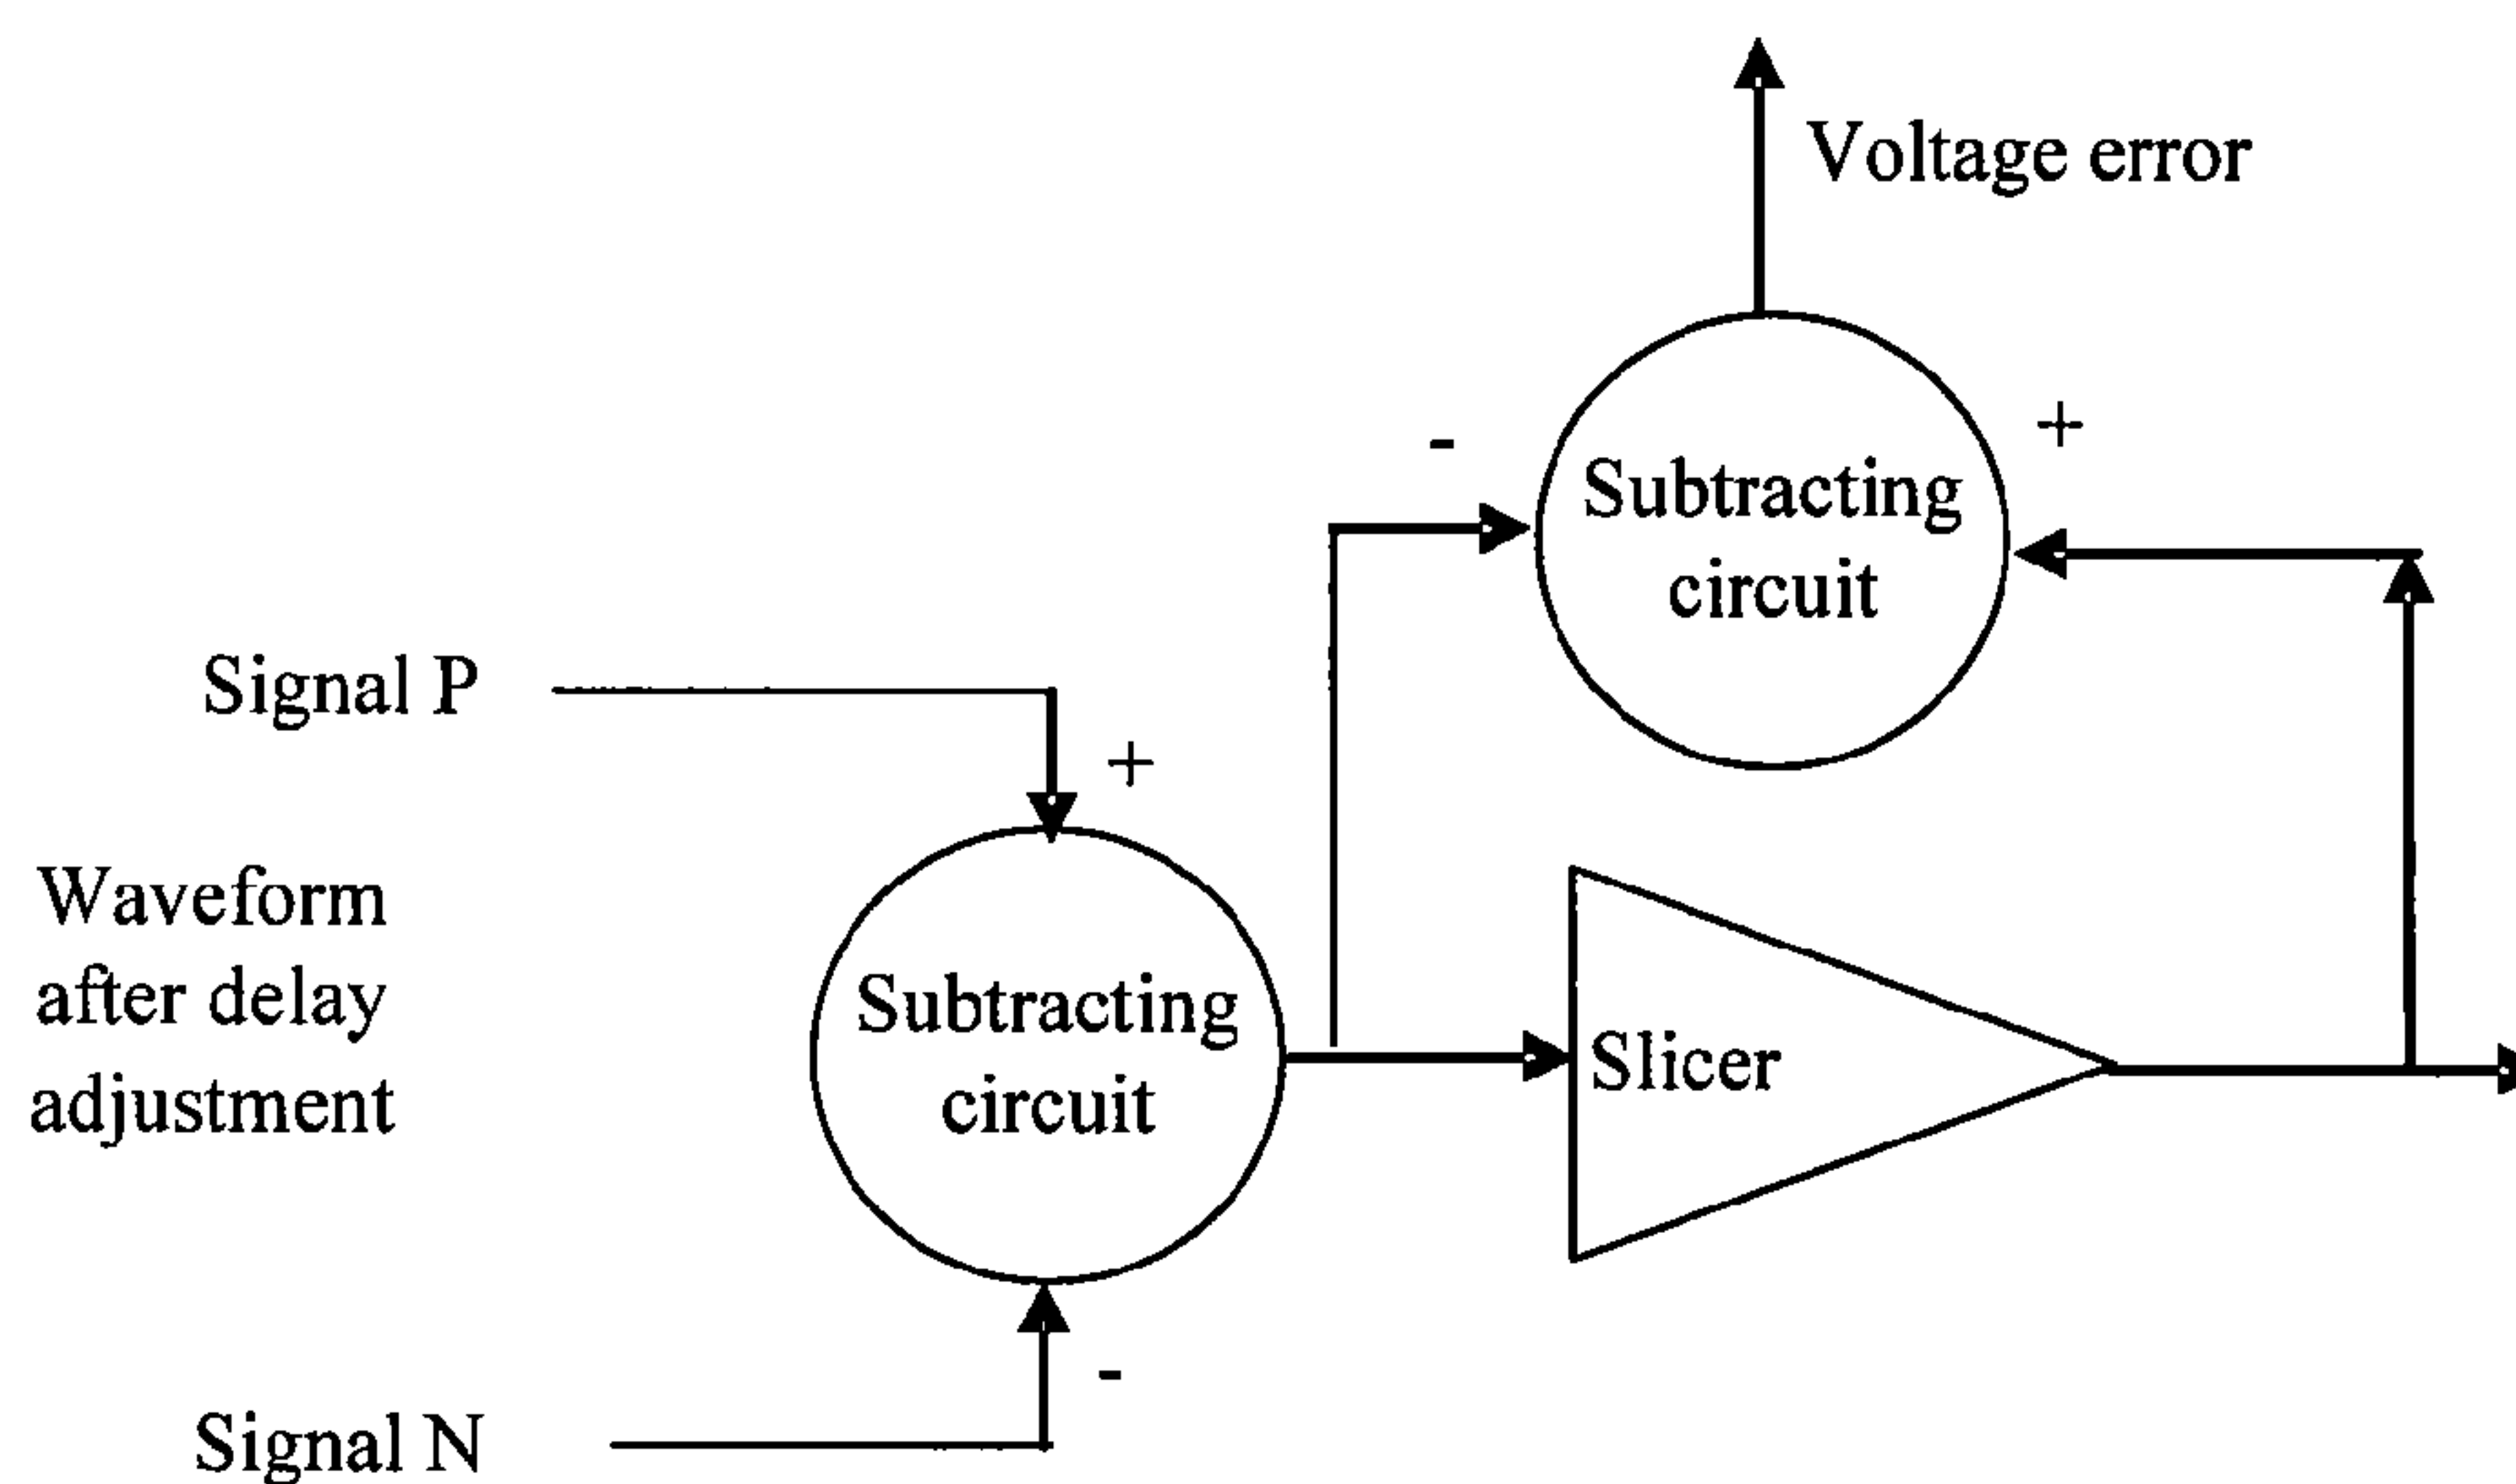 Voltage error
-
+
Subtracting
circuit
Signal P
+
Waveform
after delay
adjustment
Subtracting
circuit
Slicer
-
Signal N